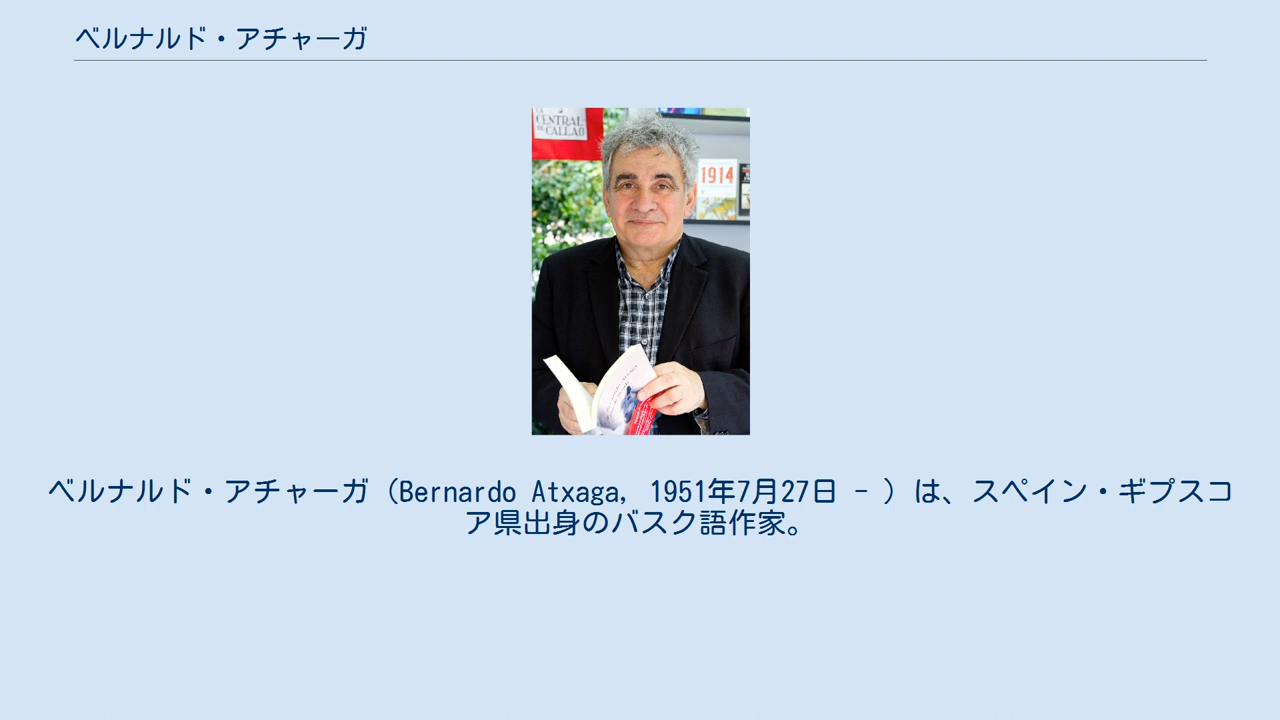 ベルナルド・アチャーガ
CENTRAL
DE CALLAO
1914
ベルナルド・アチャーガ（Bernardo Atxaga, 1951年7月27日 - ）は、スペイン・ギプスコ
ア県出身のバスク語作家。